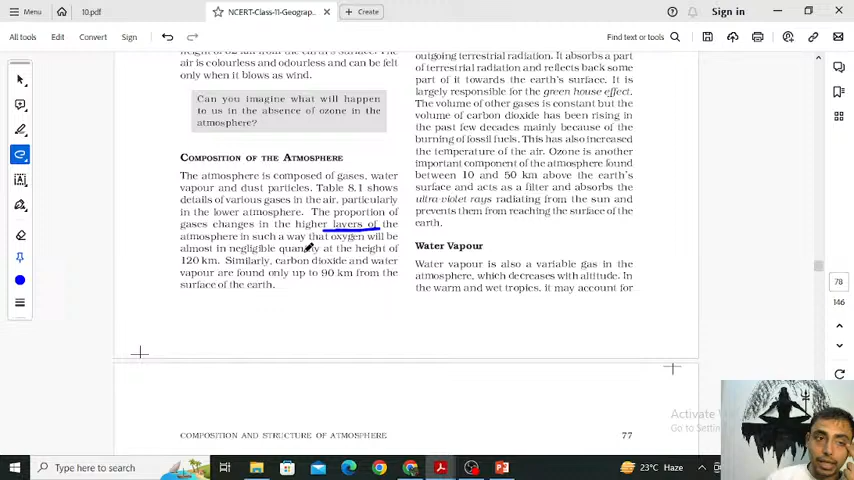 Menu
10.pdf
NCERT-Class-11-Geograp...
Create
Sign in
All tools
Edit
Convert
Sign
Find text or tools
air is colourless and odourless and can be felt
only when it blows as wind.
Can you imagine what will happen
to us in the absence of ozone in the
atmosphere?
COMPOSITION OF THE ATMOSPHERE
The atmosphere is composed of gases, water
vapour and dust particles. Table 8.1 shows
details of various gases in the air, particularly
in the lower atmosphere. The proportion of
gases changes in the higher layers of the
atmosphere in such a way that oxygen will be
almost in negligible quantity at the height of
120 km. Similarly, carbon dioxide and water
vapour are found only up to 90 km from the
surface of the earth.
outgoing terrestrial radiation. It absorbs a part
of terrestrial radiation and reflects back some
part of it towards the earth's surface. It is
largely responsible for the green house effect.
The volume of other gases is constant but the
volume of carbon dioxide has been rising in
the past few decades mainly because of the
burning of fossil fuels. This has also increased
the temperature of the air. Ozone is another
important component of the atmosphere found
between 10 and 50 km above the earth's
surface and acts as a filter and absorbs the
ultra-violet rays radiating from the sun and
prevents them from reaching the surface of the
earth.
Water Vapour
Water vapour is also a variable gas in the
atmosphere, which decreases with altitude. In
the warm and wet tropics, it may account for
COMPOSITION AND STRUCTURE OF ATMOSPHERE
77
78
146
Activate
Go to Setting
Type here to search
23°C Haze